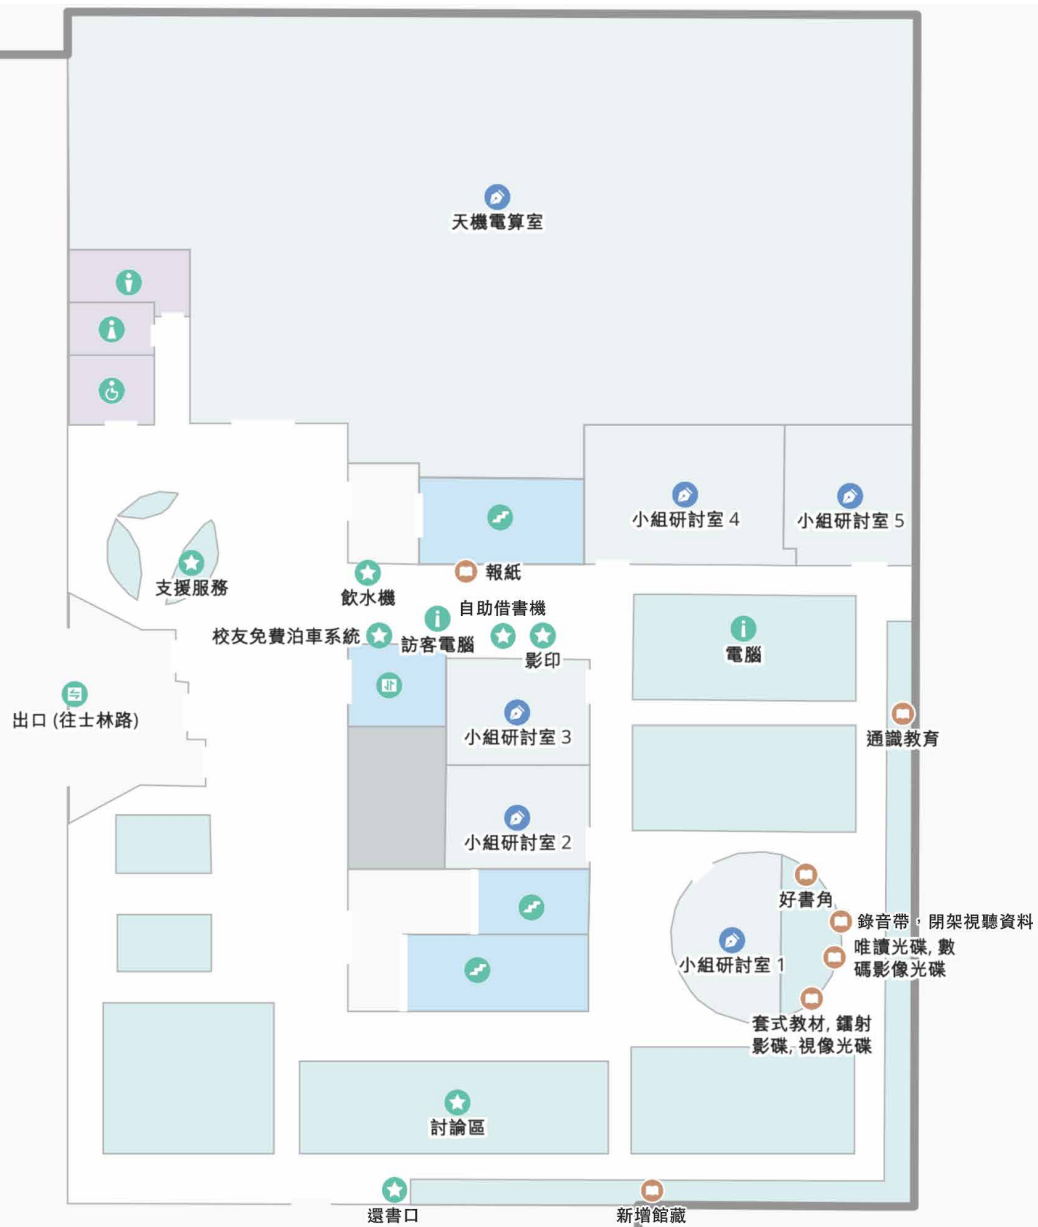 天機電算室
小組研討室 4
小組研討室 5
支援服務
報紙
飲水機
自助借書機
校友免費泊車系統
訪客電腦
影印
電腦
出口 (往士林路)
小組研討室 3
通識教育
小組研討室 2
好書角
錄音帶，閉架視聽資料
唯讀光碟, 數
碼影像光碟
小組研討室 1
套式教材, 鐳射
影碟, 視像光碟
討論區
還書口
新增館藏